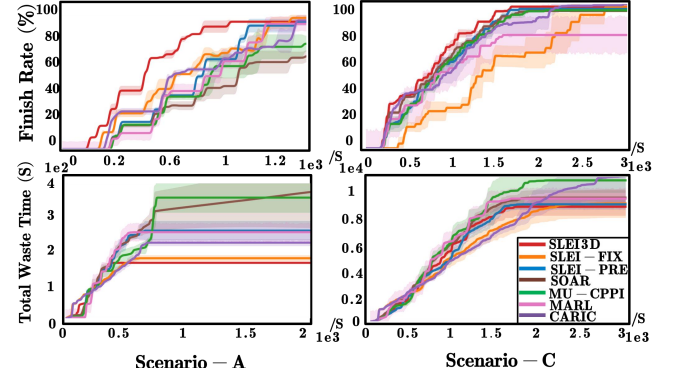 Finish Rate (%)
100
80
60
40
20
0
0 0.2 0.6 1 1.2 1e3 /S
100
80
60
40
20
0
0 0.5 1 1.5 2 2.5 3 1e3 /S
Total Waste Time (S)
1e2
4
3
2
1
0
0 0.5 1 1.5 2 1e3 /S
1e4
1
0.8
0.6
0.4
0.2
0
0 0.5 1 1.5 2 2.5 3 1e3 /S
SLEI3D
SLEI-FIX
SLEI-PRE
SOAR
MU-CPPI
MARL
CARIC
Scenario-A
Scenario-C